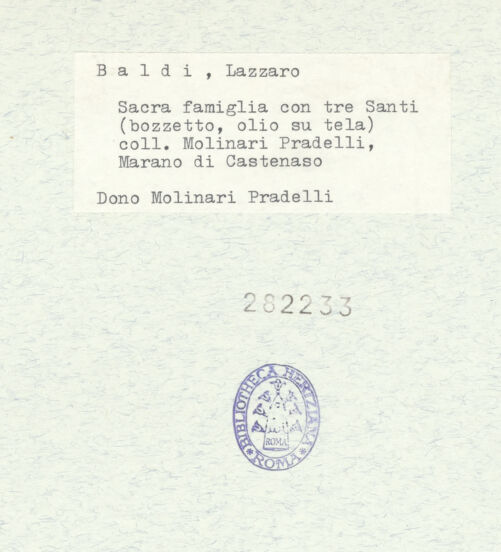 B a l d i , Lazzaro
Sacra famiglia con tre Santi
(bozzetto, olio su tela)
coll. Molinari Pradelli,
Marano di Castenaso
Dono Molinari Pradelli
282233
* BIBLIOTHECA HERTZIANA * ROMA
ROMA